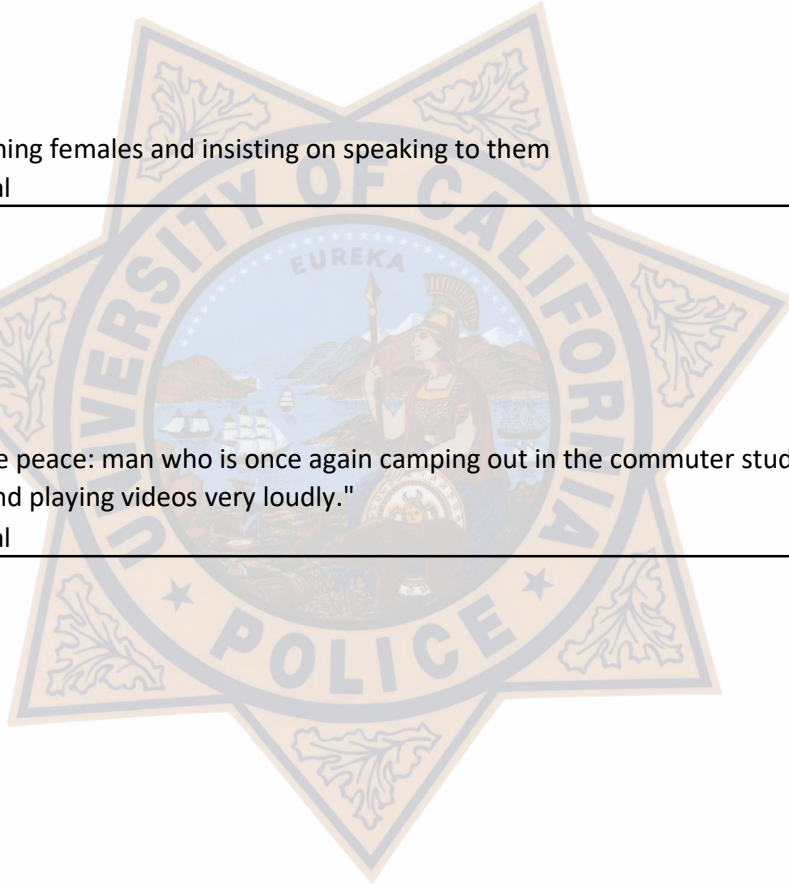 females and insisting on speaking to them
al
UNIVERSITY OF CALIFORNIA
EUREKA
e peace: man who is once again camping out in the commuter stud
nd playing videos very loudly."
al
POLICE